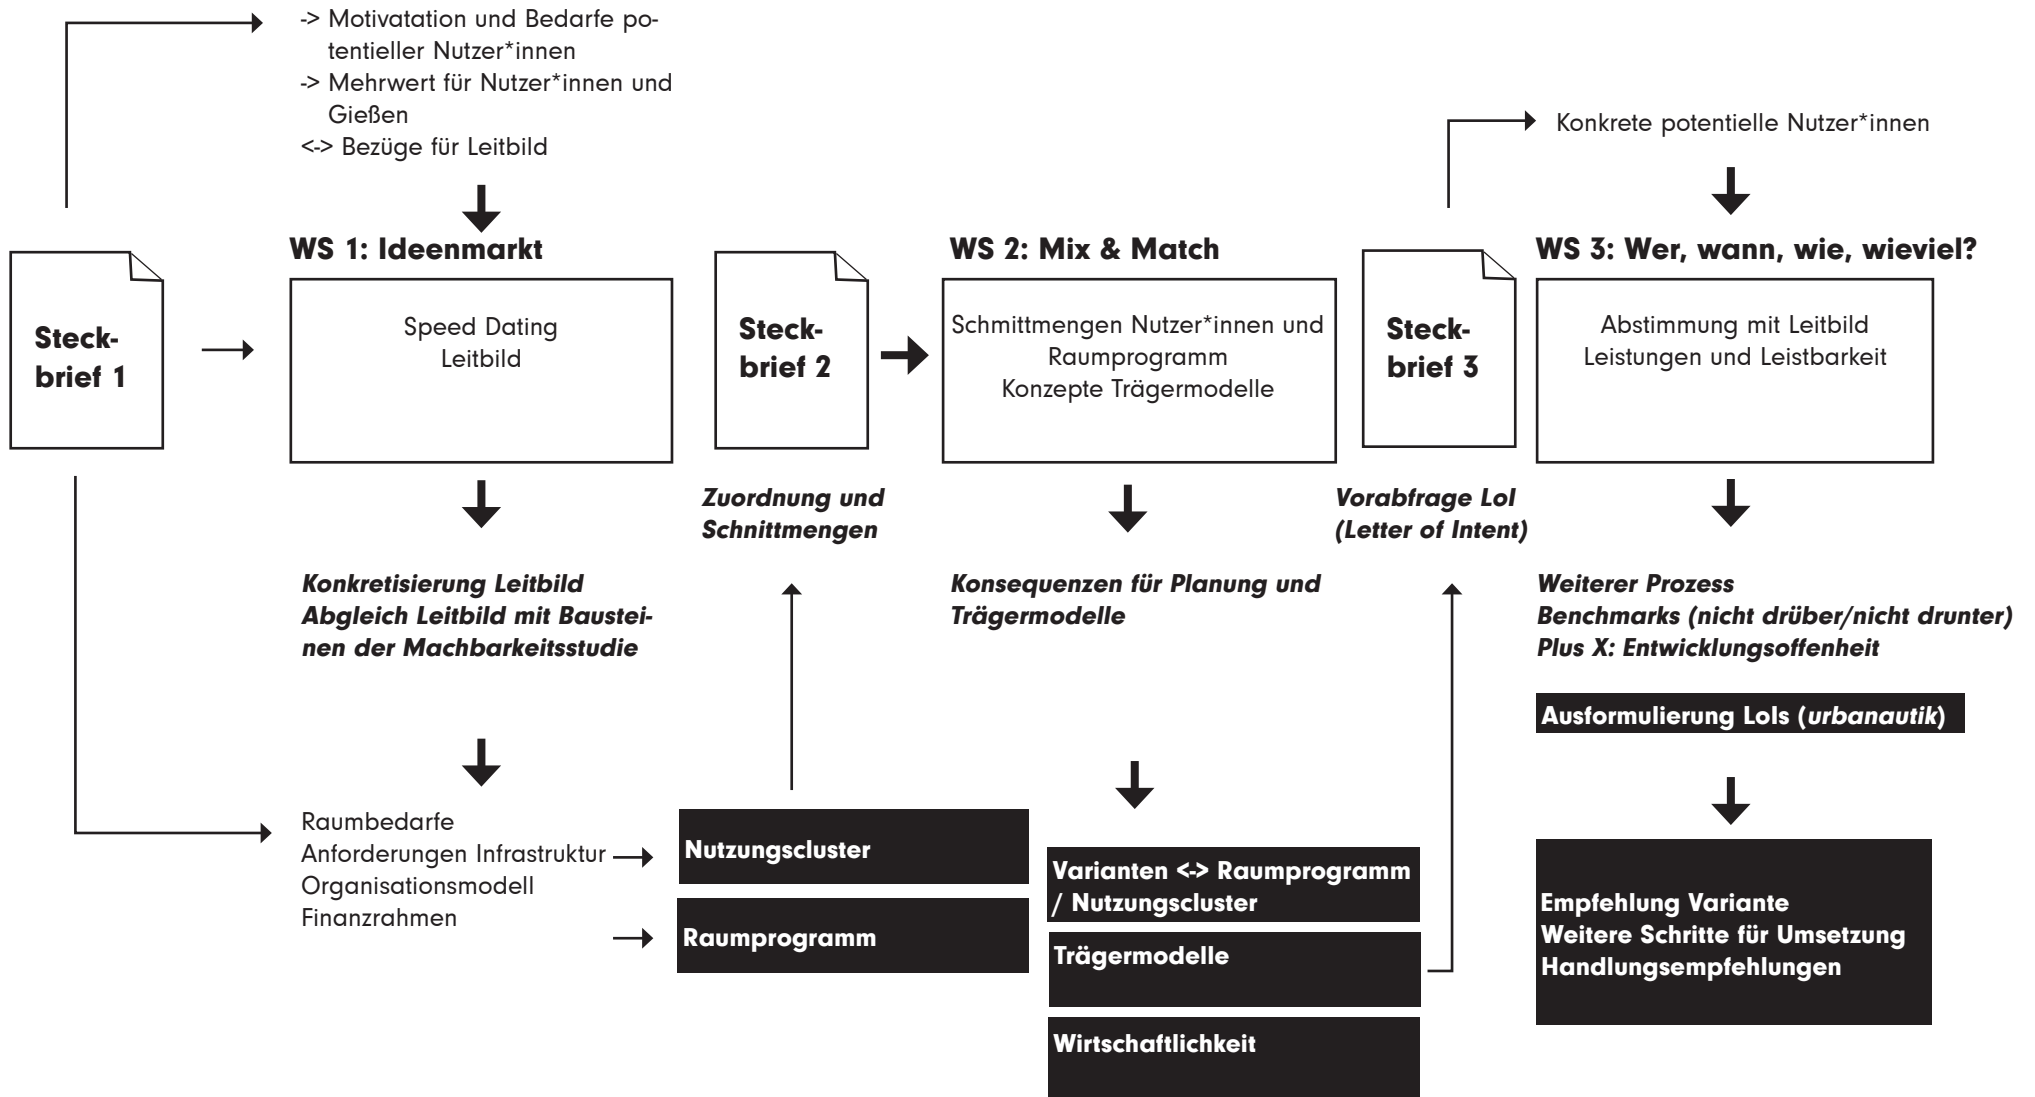 -> Motivatation und Bedarfe po-
tentieller Nutzer*innen
-> Mehrwert für Nutzer*innen und
Gießen
<-> Bezüge für Leitbild
Konkrete potentielle Nutzer*innen
Steck-
brief 1
WS 1: Ideenmarkt
Speed Dating
Leitbild
Steck-
brief 2
WS 2: Mix & Match
Schmittmengen Nutzer*innen und
Raumprogramm
Konzepte Trägermodelle
Steck-
brief 3
WS 3: Wer, wann, wie, wieviel?
Abstimmung mit Leitbild
Leistungen und Leistbarkeit
Zuordnung und
Schnittmengen
Vorabfrage LoI
(Letter of Intent)
Konkretisierung Leitbild
Abgleich Leitbild mit Baustei-
nen der Machbarkeitsstudie
Konsequenzen für Planung und
Trägermodelle
Weiterer Prozess
Benchmarks (nicht drüber/nicht drunter)
Plus X: Entwicklungsoffenheit
Ausformulierung LoIs (urbanautik)
Raumbedarfe
Anforderungen Infrastruktur
Organisationsmodell
Finanzrahmen
Nutzungscluster
Raumprogramm
Varianten <-> Raumprogramm
/ Nutzungscluster
Trägermodelle
Wirtschaftlichkeit
Empfehlung Variante
Weitere Schritte für Umsetzung
Handlungsempfehlungen